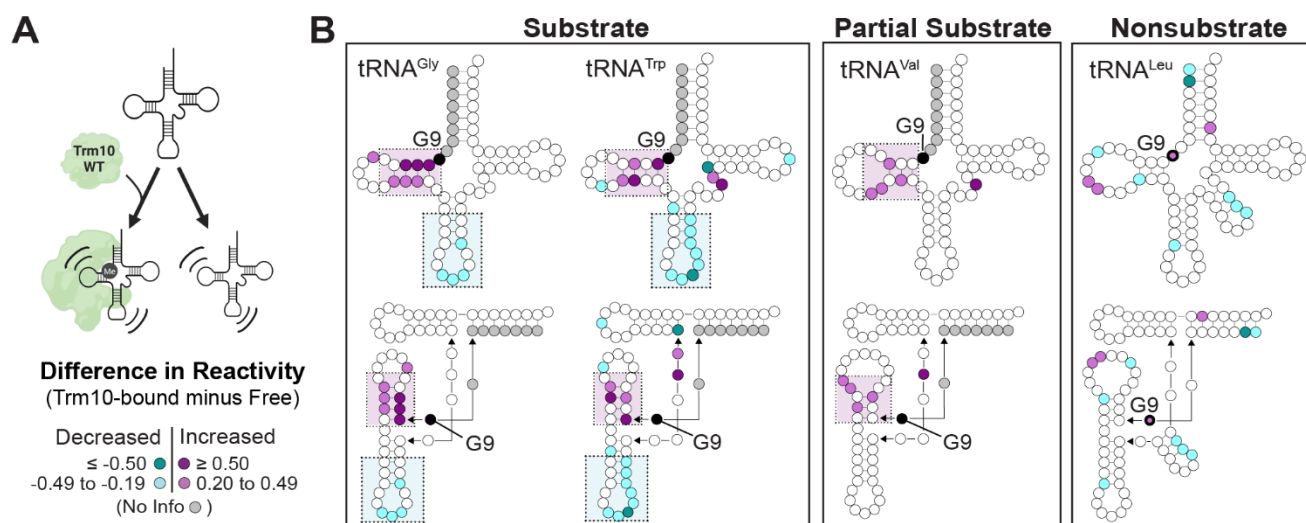 A
Trm10
WT
Me
Difference in Reactivity
(Trm10-bound minus Free)
Decreased Increased
≤ -0.50 ≥ 0.50
-0.49 to -0.19 0.20 to 0.49
(No Info )
B
Substrate
Partial Substrate
Nonsubstrate
tRNAGly
tRNATrp
tRNAVal
tRNALeu
G9
G9
G9
G9
G9
G9
G9
G9